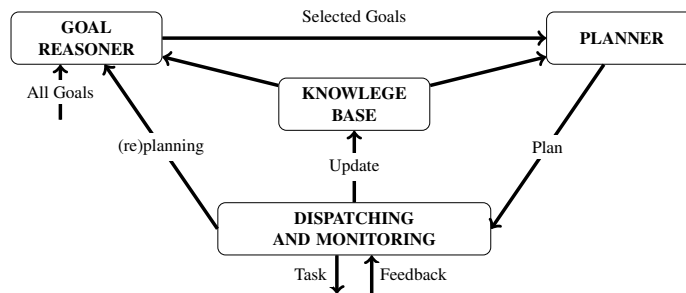 Selected Goals
GOAL
REASONER
PLANNER
All Goals
KNOWLEGE
BASE
(re)planning
Plan
Update
DISPATCHING
AND MONITORING
Task
Feedback